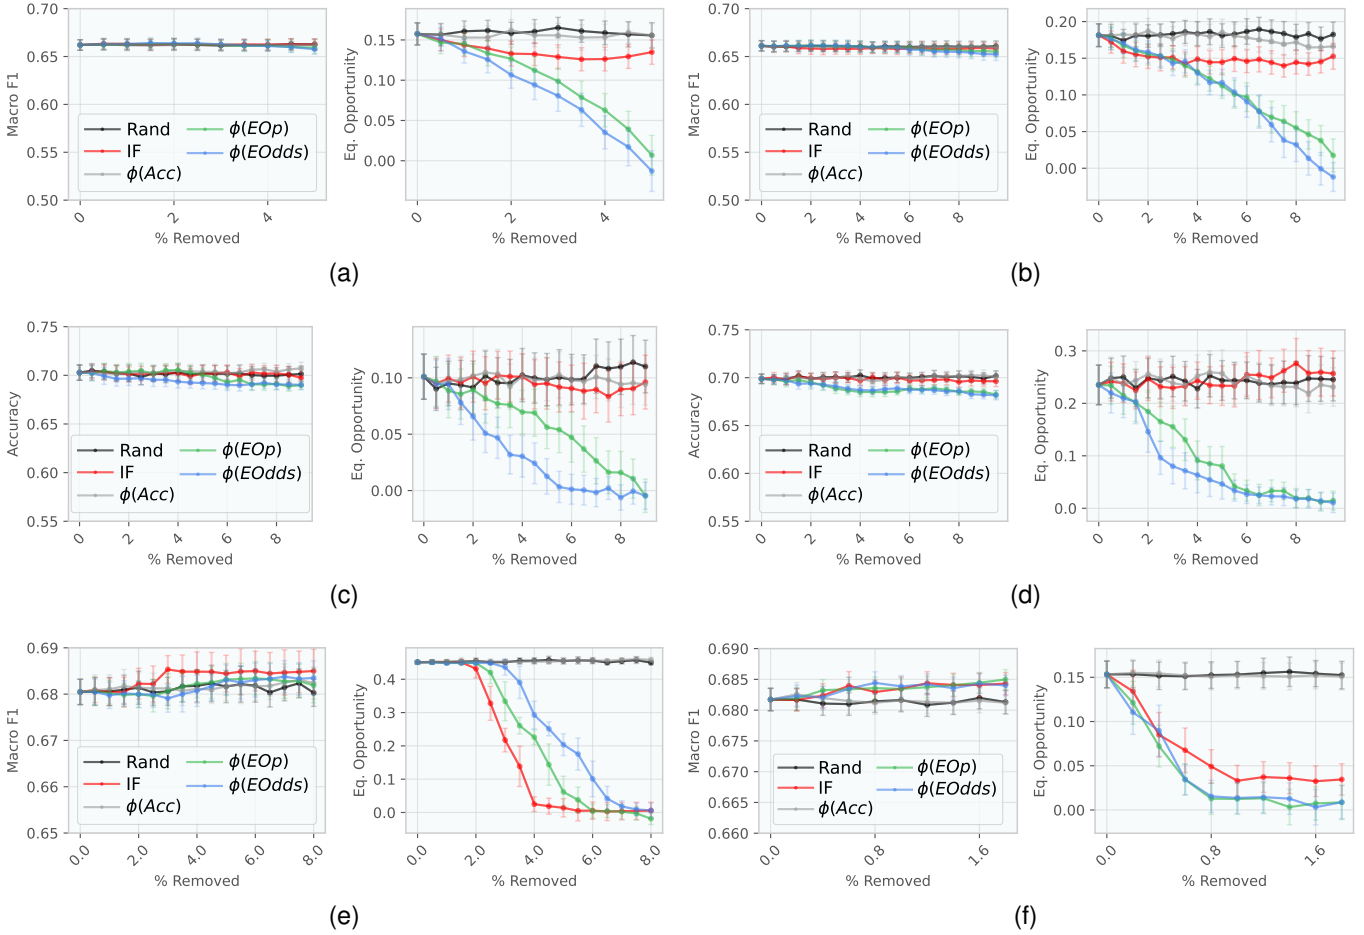 Macro F1
0.70
0.65
0.60
0.55
0.50
Rand
IF
ϕ(Acc)
ϕ(EOp)
ϕ(EOdds)
0 2 4
% Removed
Eq. Opportunity
0.15
0.10
0.05
0.00
0 2 4
% Removed
(a)
Macro F1
0.70
0.65
0.60
0.55
0.50
Rand
IF
ϕ(Acc)
ϕ(EOp)
ϕ(EOdds)
0 2 4 6 8
% Removed
Eq. Opportunity
0.20
0.15
0.10
0.05
0.00
0 2 4 6 8
% Removed
(b)
Accuracy
0.75
0.70
0.65
0.60
0.55
Rand
IF
ϕ(Acc)
ϕ(EOp)
ϕ(EOdds)
0 2 4 6 8
% Removed
Eq. Opportunity
0.10
0.05
0.00
0 2 4 6 8
% Removed
(c)
Accuracy
0.75
0.70
0.65
0.60
0.55
Rand
IF
ϕ(Acc)
ϕ(EOp)
ϕ(EOdds)
0 2 4 6 8
% Removed
Eq. Opportunity
0.3
0.2
0.1
0.0
0 2 4 6 8
% Removed
(d)
Macro F1
0.69
0.68
0.67
0.66
0.65
Rand
IF
ϕ(Acc)
ϕ(EOp)
ϕ(EOdds)
0.0 2.0 4.0 6.0 8.0
% Removed
Eq. Opportunity
0.4
0.3
0.2
0.1
0.0
0.0 2.0 4.0 6.0 8.0
% Removed
(e)
Macro F1
0.690
0.685
0.680
0.675
0.670
0.665
0.660
Rand
IF
ϕ(Acc)
ϕ(EOp)
ϕ(EOdds)
0.0 0.8 1.6
% Removed
Eq. Opportunity
0.15
0.10
0.05
0.00
0.0 0.8 1.6
% Removed
(f)